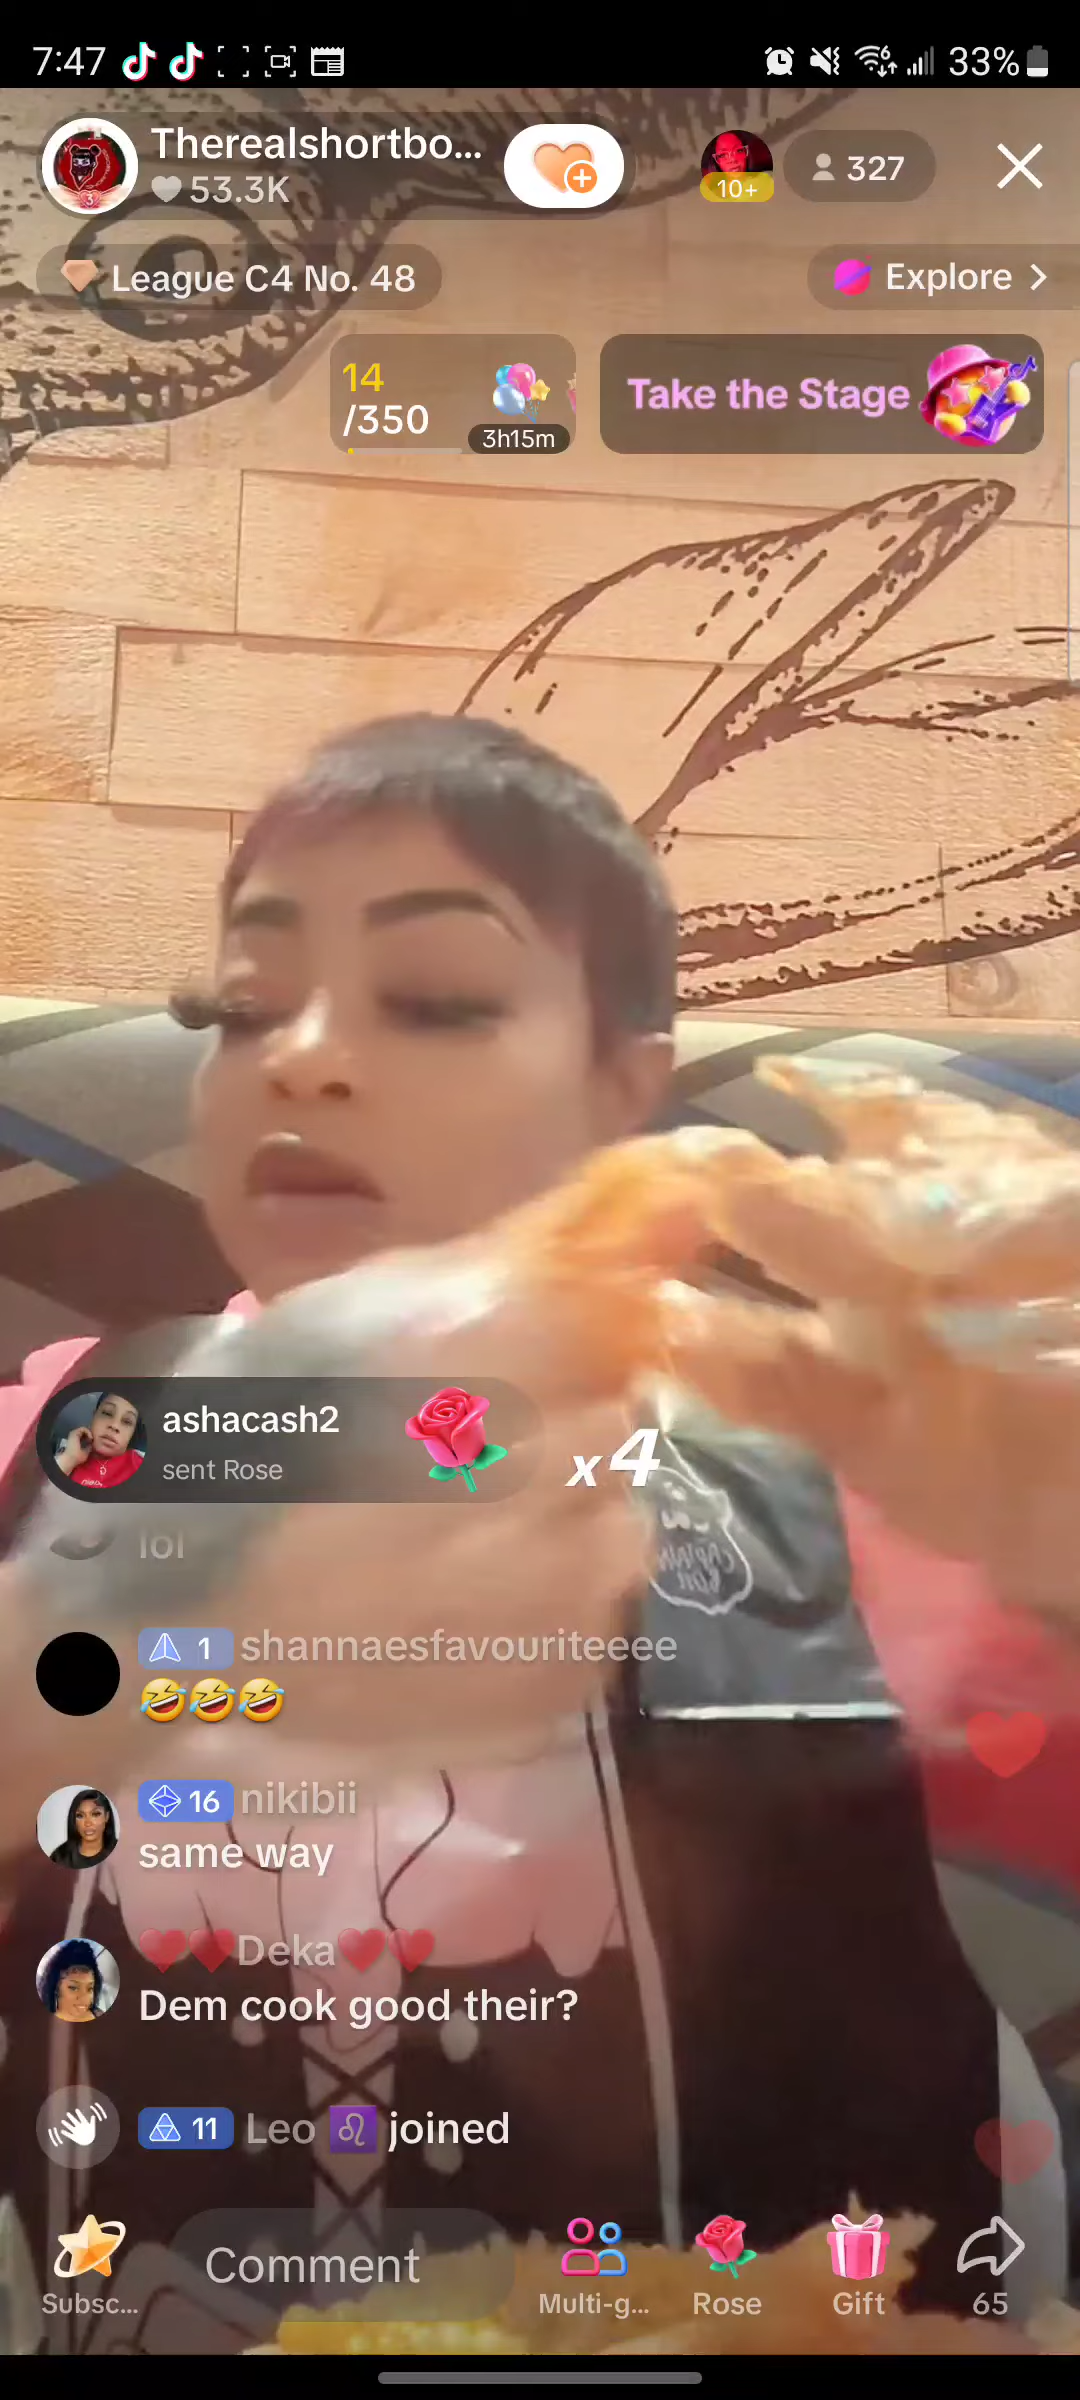 7:47
33%
Therealshortbo...
53.3K
10+
327
League C4 No. 48
Explore
14
/350
3h15m
Take the Stage
ashacash2
sent Rose
x4
lol
1 shannaesfavouriteeee
🤣🤣🤣
16 nikibii
same way
❤️❤️Deka❤️❤️
Dem cook good their?
11 Leo ♌ joined
Subsc...
Comment
Multi-g...
Rose
Gift
65